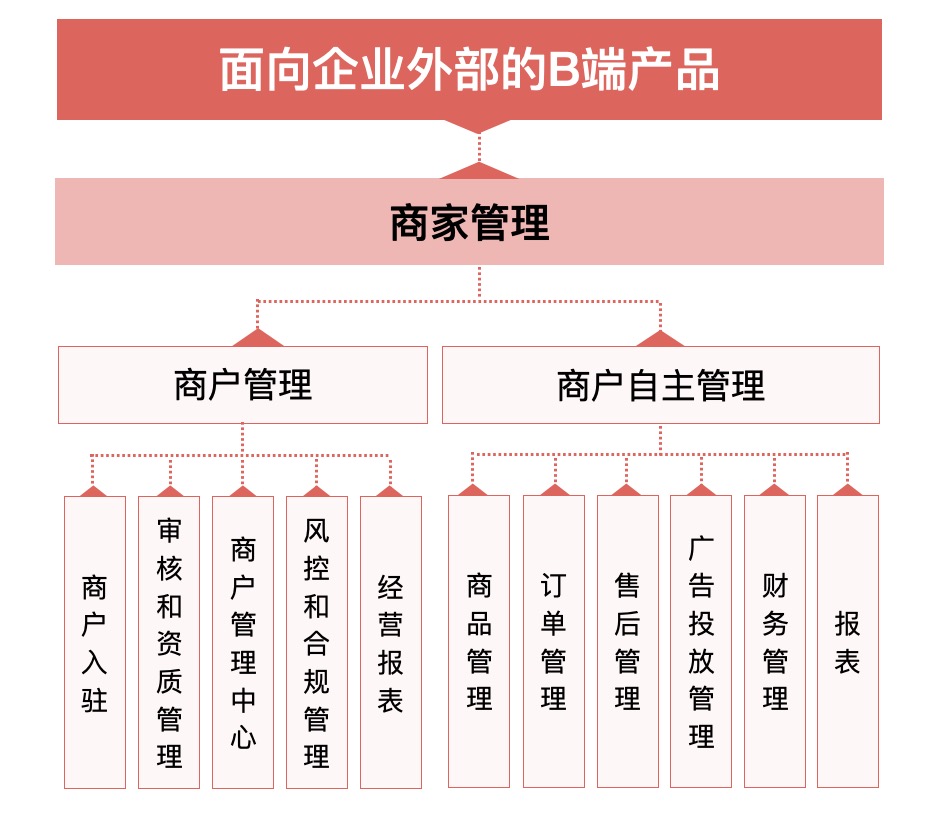 面向企业外部的B端产品
商家管理
商户管理
商户自主管理
商户入驻
审核和资质管理
商户管理中心
风控和合规管理
经营报表
商品管理
订单管理
售后管理
广告投放管理
财务管理
报表